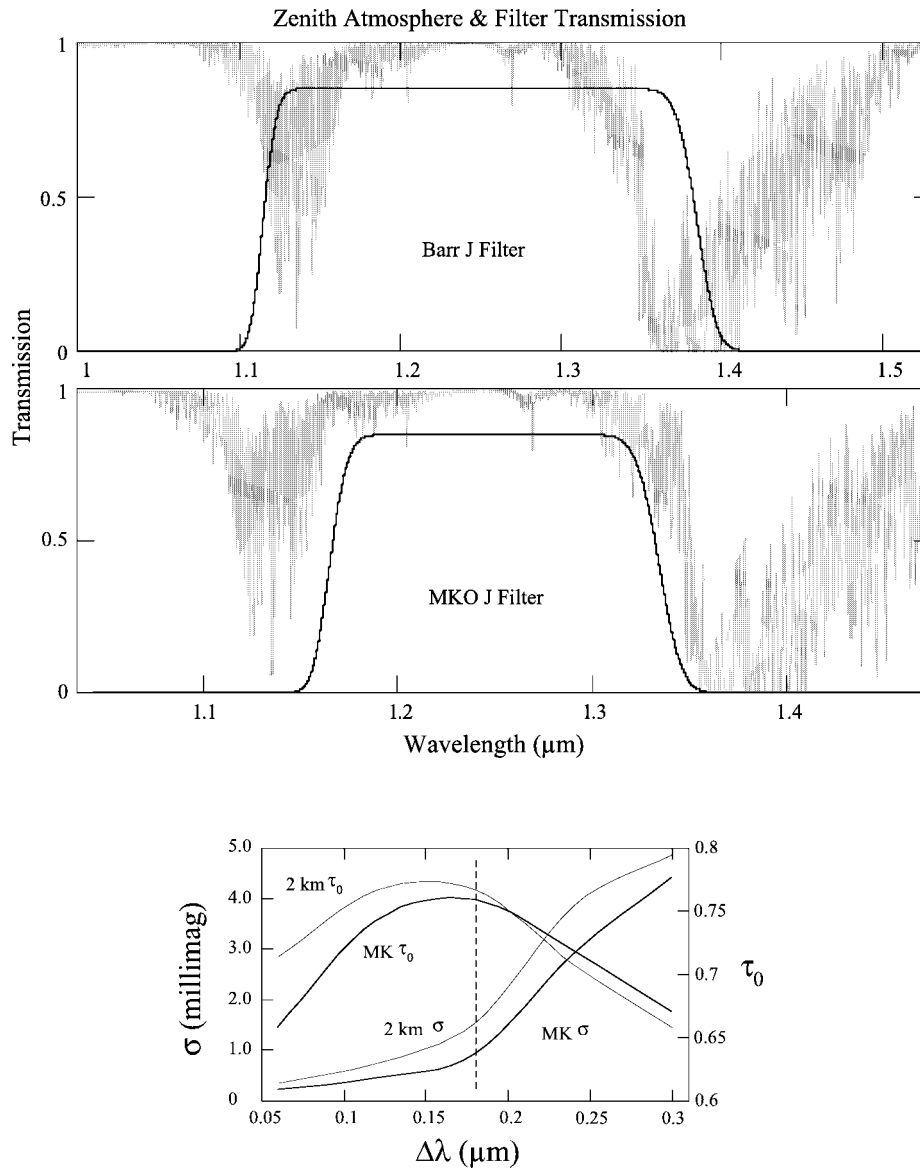 Zenith Atmosphere & Filter Transmission
1
0.5
0
Barr J Filter
1 1.1 1.2 1.3 1.4 1.5
Transmission
1
0.5
0
MKO J Filter
1.1 1.2 1.3 1.4
Wavelength (μm)
5.0
4.0
3.0
2.0
1.0
0
σ (millimag)
2 km τ0
MK τ0
2 km σ
MK σ
0.8
0.75
0.7
0.65
0.6
τ0
0.05 0.1 0.15 0.2 0.25 0.3
Δλ (μm)